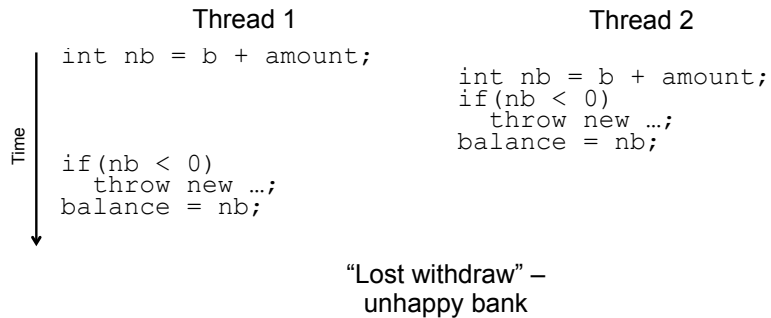 Thread 1
Thread 2
Time
int nb = b + amount;
if(nb < 0)
  throw new …;
balance = nb;
int nb = b + amount;
if(nb < 0)
  throw new …;
balance = nb;
“Lost withdraw” –
unhappy bank